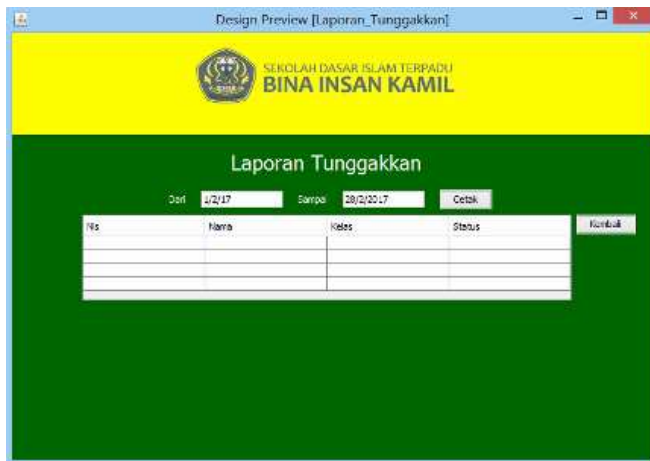 Design Preview [Laporan_Tunggakkan]
SEKOLAH DASAR ISLAM TERPADU
BINA INSAN KAMIL
Laporan Tunggakkan
Dari 1/2/17 Sampai 28/2/2017 Cetak
Nis Nama Kelas Status Kembali